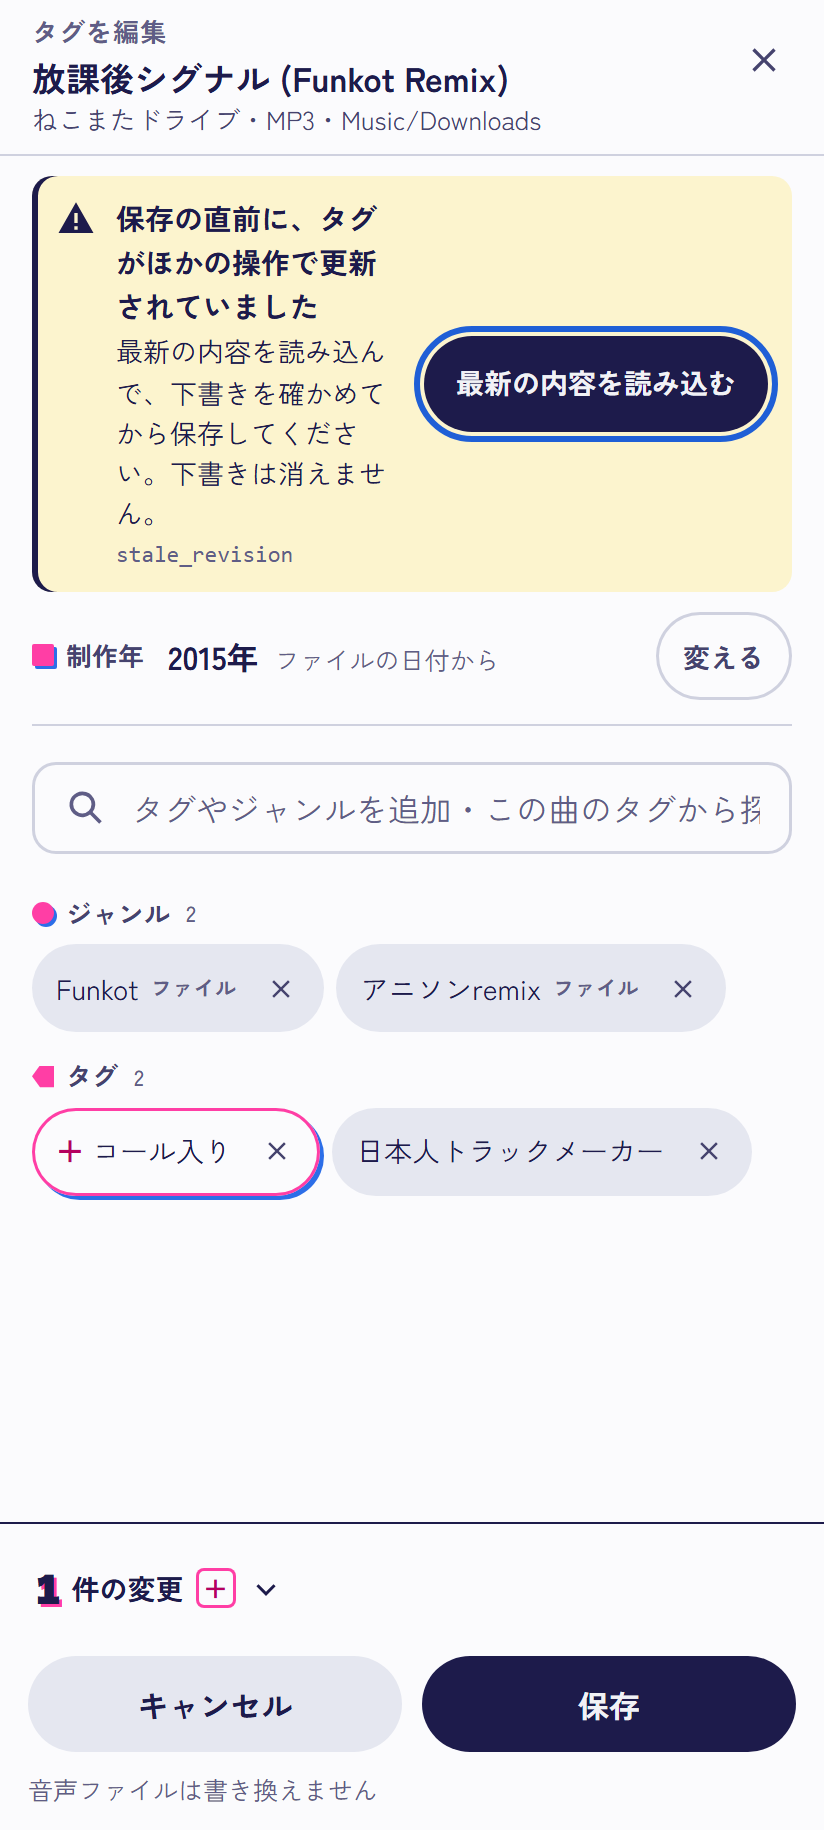 タグを編集
放課後シグナル (Funkot Remix)
ねこまたドライブ・MP3・Music/Downloads
保存の直前に、タグ
がほかの操作で更新
されていました
最新の内容を読み込ん
で、下書きを確かめて
から保存してくださ
い。下書きは消えませ
ん。
stale_revision
最新の内容を読み込む
制作年 2015年 ファイルの日付から
変える
タグやジャンルを追加・この曲のタグから探
ジャンル 2
Funkot ファイル
アニソンremix ファイル
タグ 2
+ コール入り
日本人トラックメーカー
1 件の変更 +
キャンセル
保存
音声ファイルは書き換えません